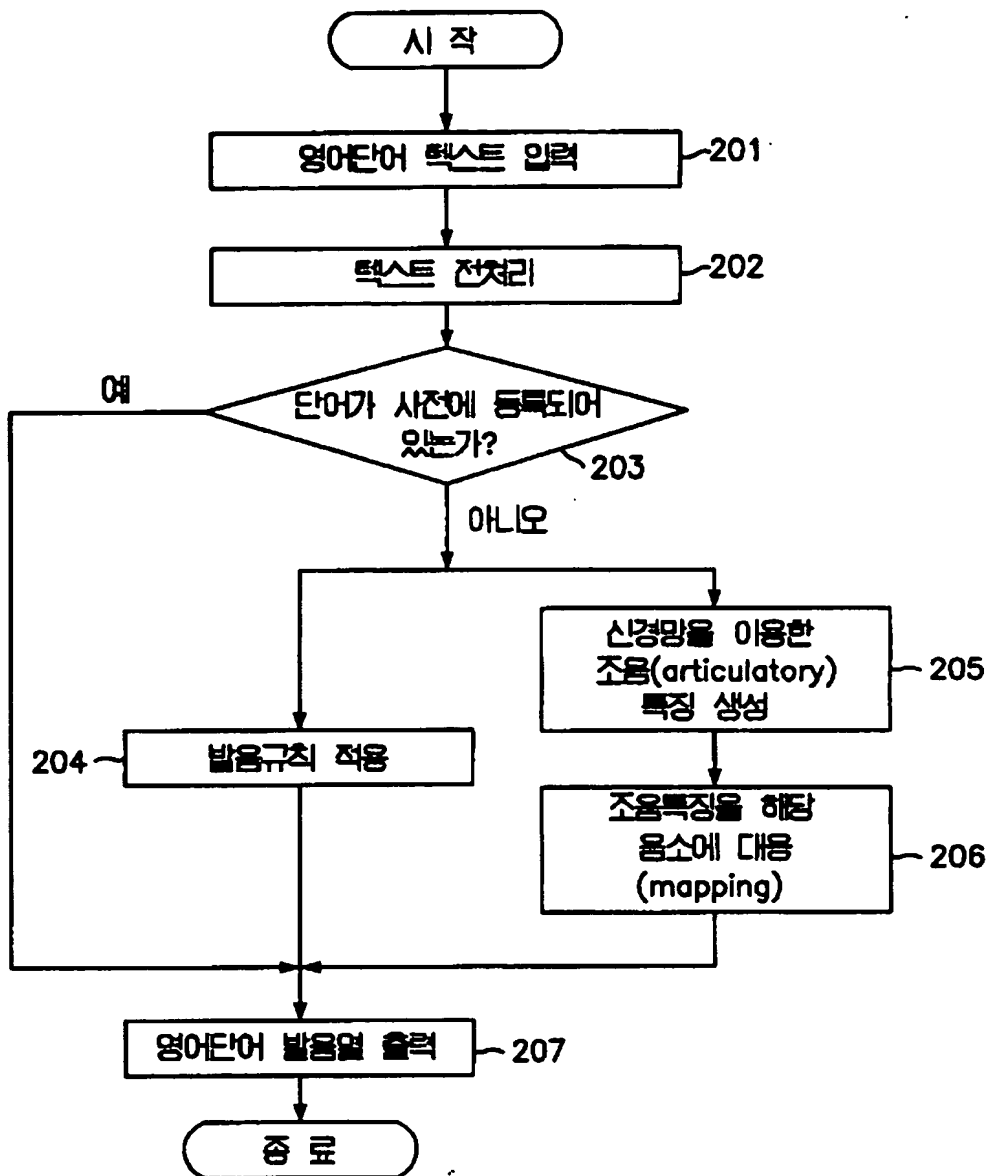 시 작
영어단어 텍스트 입력
201
텍스트 전처리
202
단어가 사전에 등록되어
있는가?
203
예
아니오
신경망을 이용한
조음(articulatory)
특징 생성
205
204
발음규칙 적용
조음특징을 해당
음소에 대응
(mapping)
206
영어단어 발음열 출력
207
종 료